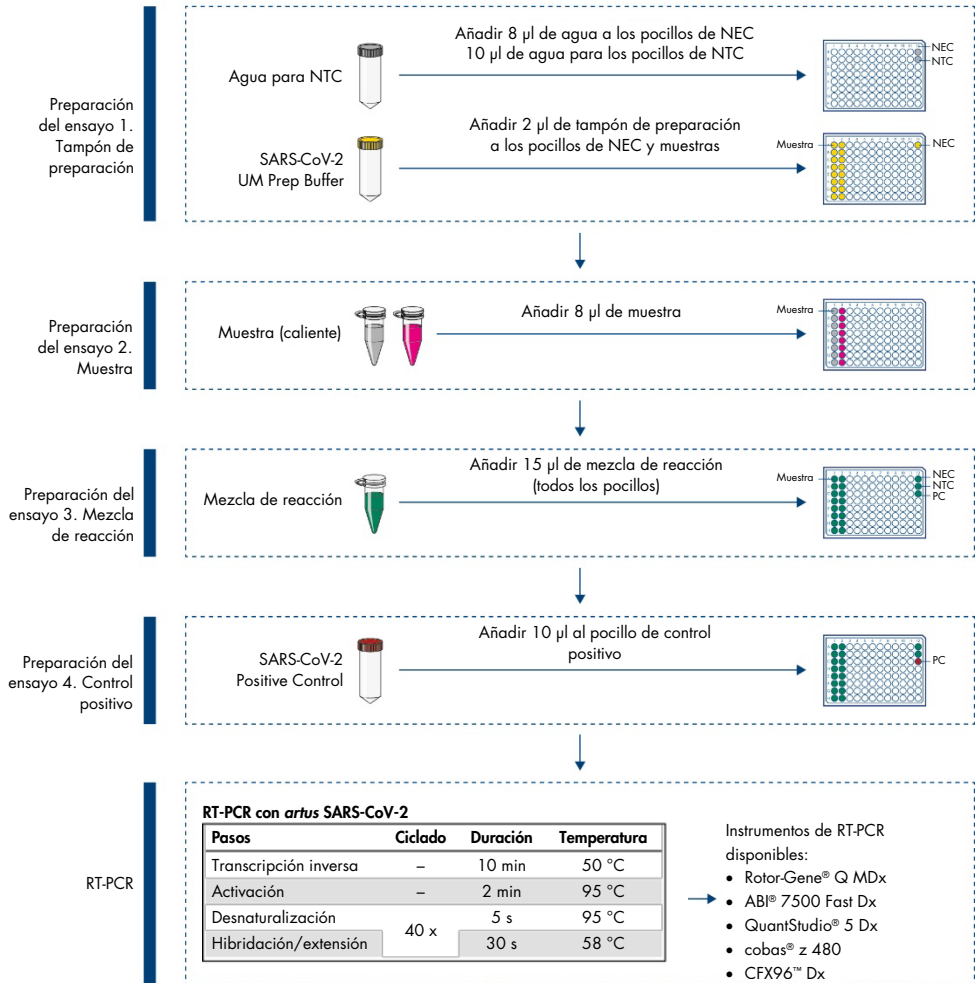 Preparación
del ensayo 1.
Tampón de
preparación
Agua para NTC
Añadir 8 µl de agua a los pocillos de NEC
10 µl de agua para los pocillos de NTC
NEC
NTC
SARS-CoV-2
UM Prep Buffer
Añadir 2 µl de tampón de preparación
a los pocillos de NEC y muestras
Muestra
NEC
Preparación
del ensayo 2.
Muestra
Muestra (caliente)
Añadir 8 µl de muestra
Muestra
Preparación del
ensayo 3. Mezcla
de reacción
Mezcla de reacción
Añadir 15 µl de mezcla de reacción
(todos los pocillos)
Muestra
NEC
NTC
PC
Preparación del
ensayo 4. Control
positivo
SARS-CoV-2
Positive Control
Añadir 10 µl al pocillo de control
positivo
PC
RT-PCR
RT-PCR con artus SARS-CoV-2
Pasos Ciclado Duración Temperatura
Transcripción inversa – 10 min 50 °C
Activación – 2 min 95 °C
Desnaturalización 40 x 5 s 95 °C
Hibridación/extensión 30 s 58 °C
Instrumentos de RT-PCR
disponibles:
• Rotor-Gene® Q MDx
• ABI® 7500 Fast Dx
• QuantStudio® 5 Dx
• cobas® z 480
• CFX96™ Dx